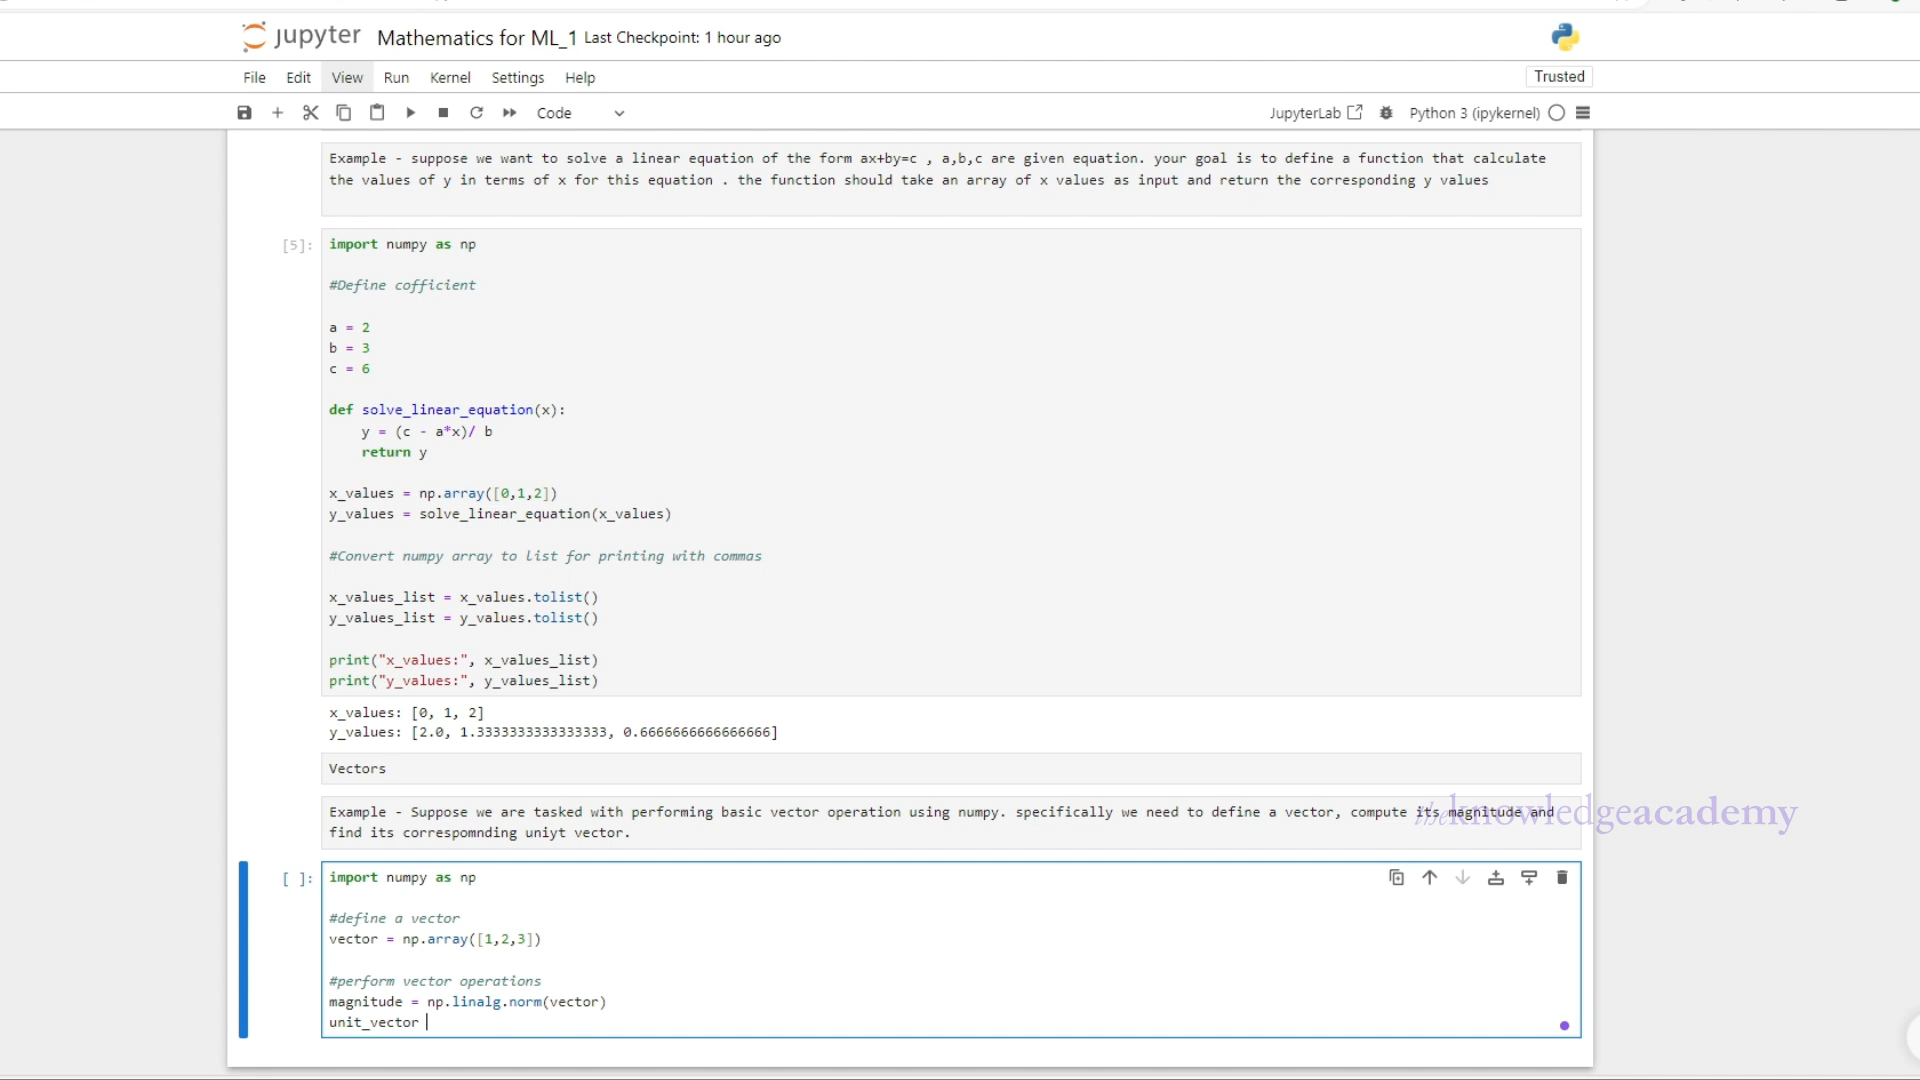 jupyter Mathematics for ML_1 Last Checkpoint: 1 hour ago
File Edit View Run Kernel Settings Help Trusted
Code JupyterLab Python 3 (ipykernel)
Example - suppose we want to solve a linear equation of the form ax+by=c , a,b,c are given equation. your goal is to define a function that calculate
the values of y in terms of x for this equation . the function should take an array of x values as input and return the corresponding y values
[5]: import numpy as np
#Define cofficient
a = 2
b = 3
c = 6
def solve_linear_equation(x):
y = (c - a*x)/ b
return y
x_values = np.array([0,1,2])
y_values = solve_linear_equation(x_values)
#Convert numpy array to list for printing with commas
x_values_list = x_values.tolist()
y_values_list = y_values.tolist()
print("x_values:", x_values_list)
print("y_values:", y_values_list)
x_values: [0, 1, 2]
y_values: [2.0, 1.3333333333333333, 0.6666666666666666]
Vectors
Example - Suppose we are tasked with performing basic vector operation using numpy. specifically we need to define a vector, compute its magnitude and
find its correspomnding uniyt vector.
theknowledgeacademy
[ ]: import numpy as np
#define a vector
vector = np.array([1,2,3])
#perform vector operations
magnitude = np.linalg.norm(vector)
unit_vector